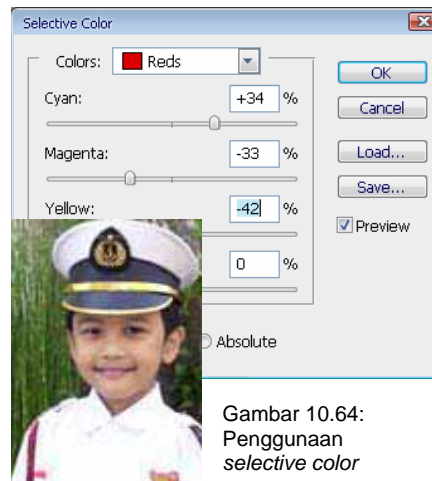 Selective Color
Colors: Reds
OK
Cyan: +34 %
Cancel
Magenta: -33 %
Load...
Save...
Yellow: -42 %
Preview
0 %
Absolute
Gambar 10.64:
Penggunaan
selective color